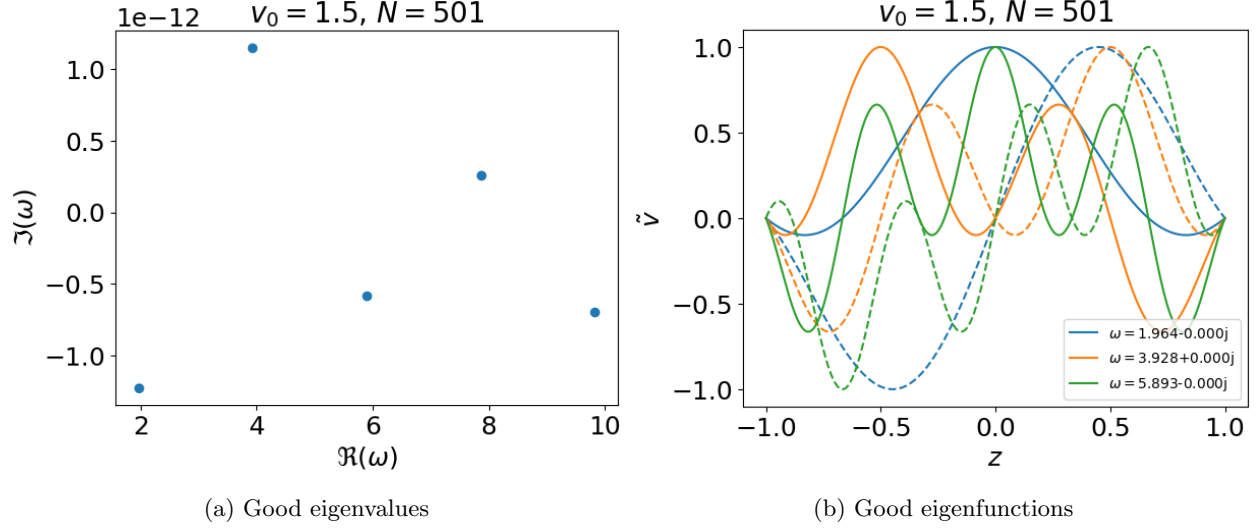 1e−12
v₀ = 1.5, N = 501
1.0
0.5
0.0
−0.5
−1.0
2
4
6
8
10
ℑ(ω)
ℜ(ω)
(a) Good eigenvalues
v₀ = 1.5, N = 501
1.0
0.5
0.0
−0.5
−1.0
−1.0
−0.5
0.0
0.5
1.0
ṽ
z
ω = 1.964-0.000j
ω = 3.928+0.000j
ω = 5.893-0.000j
(b) Good eigenfunctions